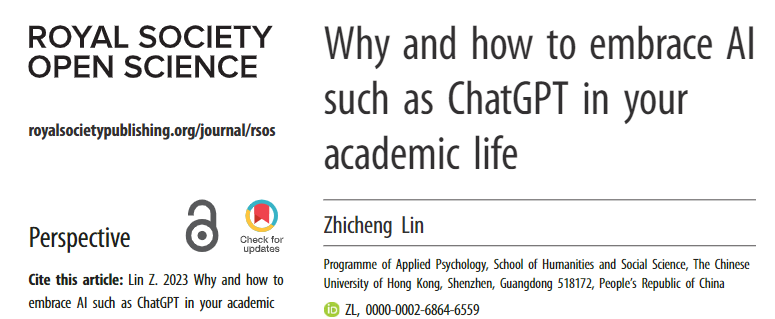 ROYAL SOCIETY
OPEN SCIENCE
royalsocietypublishing.org/journal/rsos
Perspective
Check for
updates
Cite this article: Lin Z. 2023 Why and how to
embrace AI such as ChatGPT in your academic
Why and how to embrace AI
such as ChatGPT in your
academic life
Zhicheng Lin
Programme of Applied Psychology, School of Humanities and Social Science, The Chinese
University of Hong Kong, Shenzhen, Guangdong 518172, People’s Republic of China
iD ZL, 0000-0002-6864-6559